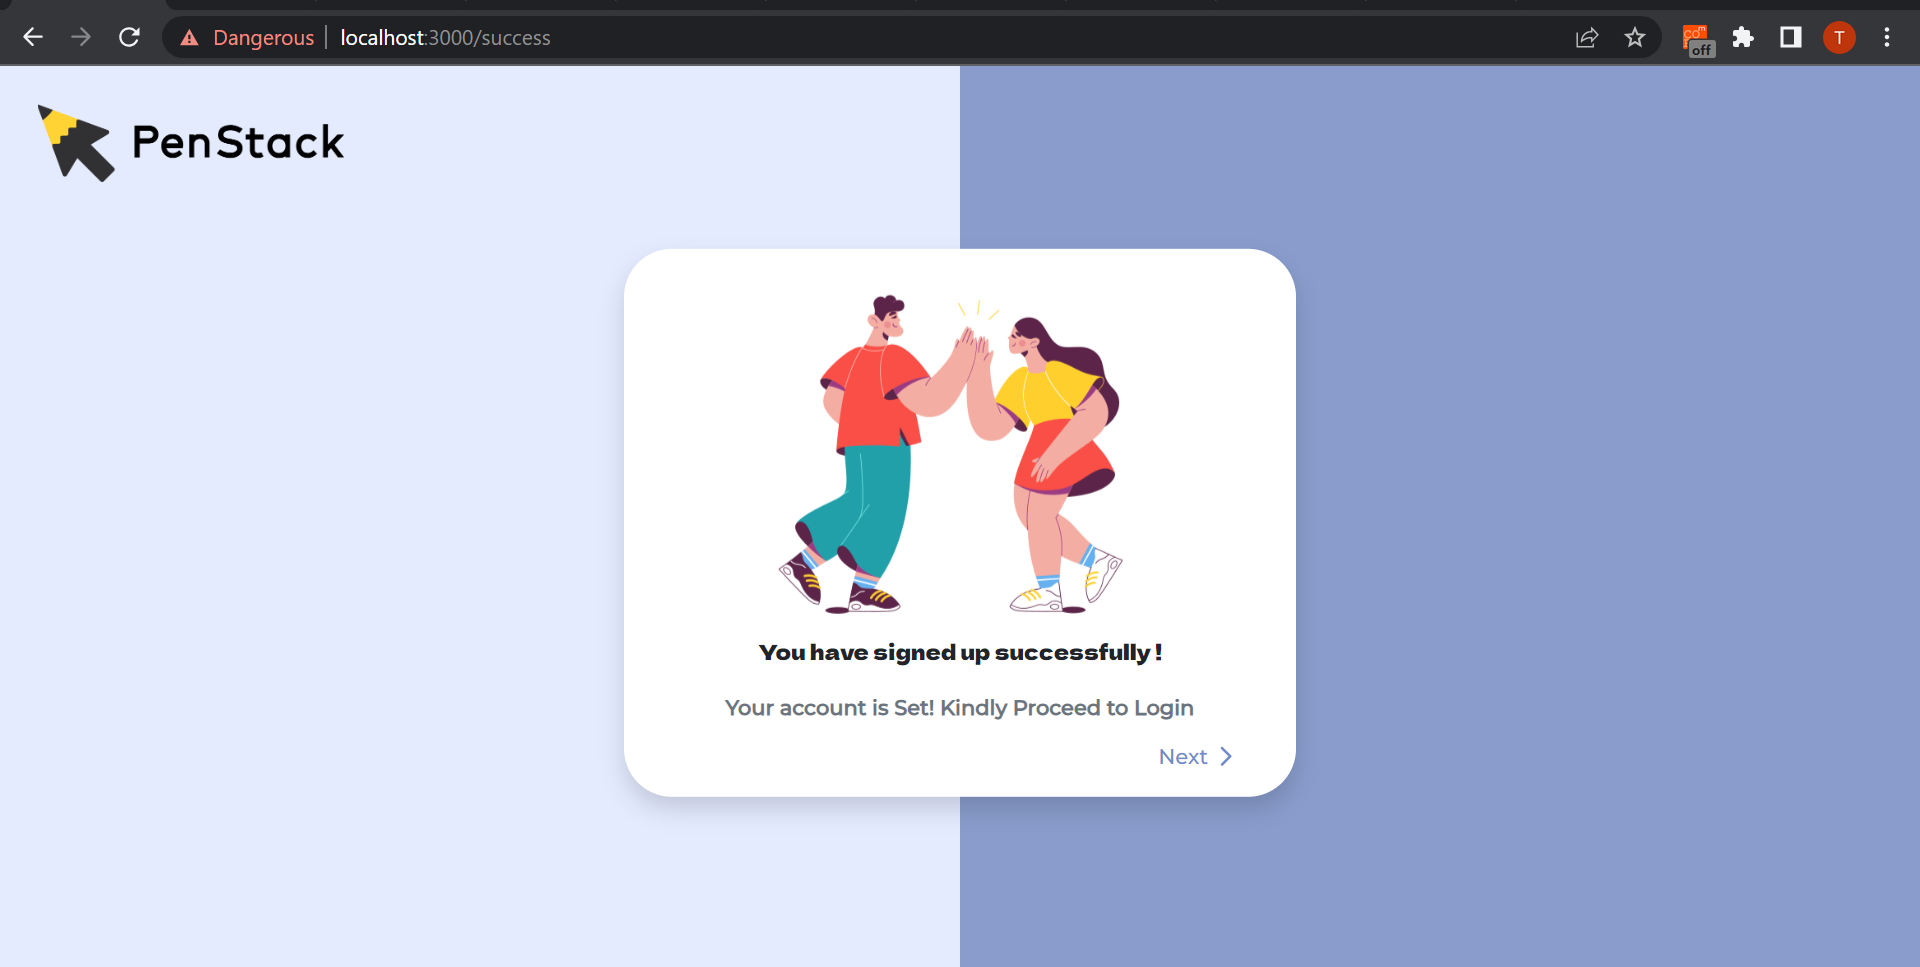 Dangerous localhost:3000/success
com
off
T
PenStack
You have signed up successfully !
Your account is Set! Kindly Proceed to Login
Next